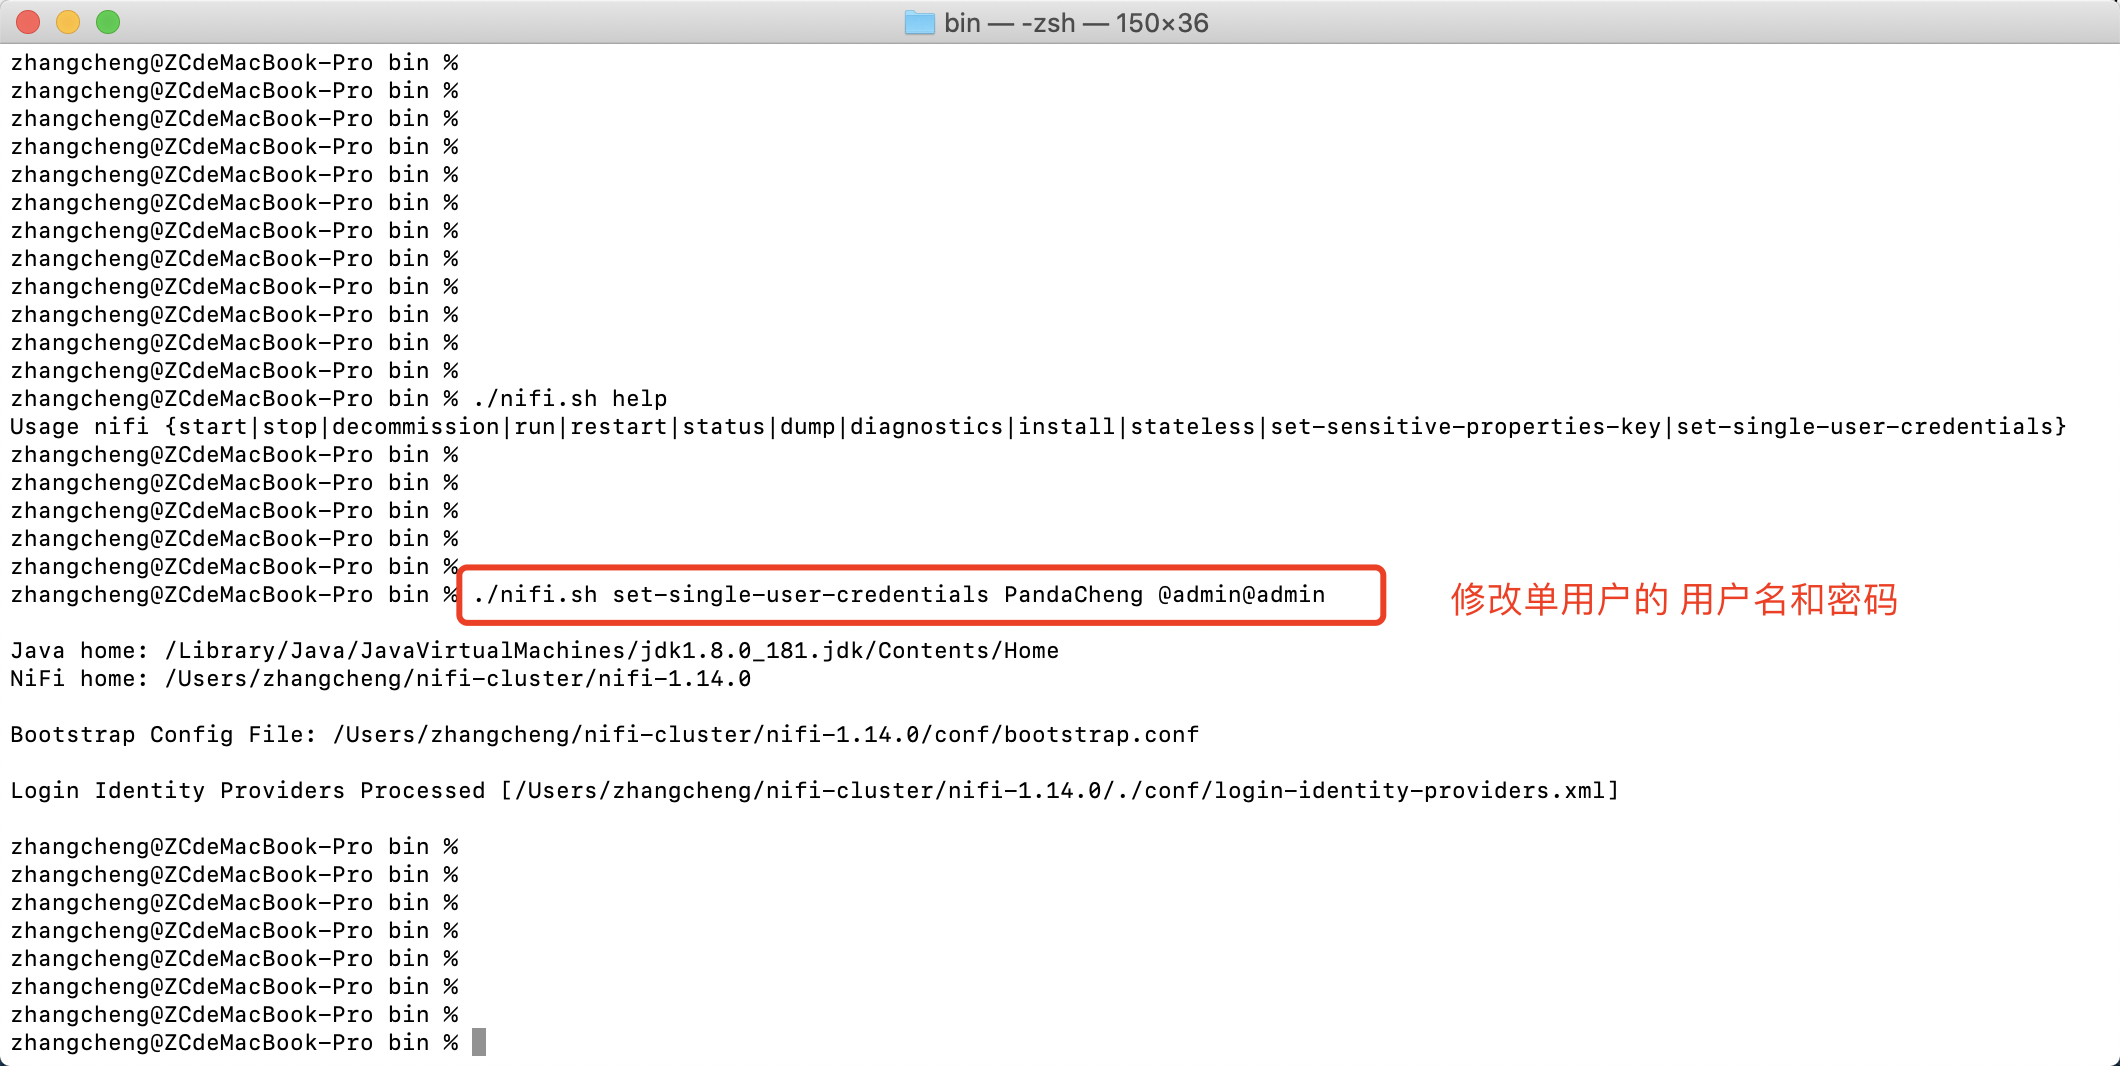 bin — -zsh — 150×36
zhangcheng@ZCdeMacBook-Pro bin %
zhangcheng@ZCdeMacBook-Pro bin %
zhangcheng@ZCdeMacBook-Pro bin %
zhangcheng@ZCdeMacBook-Pro bin %
zhangcheng@ZCdeMacBook-Pro bin %
zhangcheng@ZCdeMacBook-Pro bin %
zhangcheng@ZCdeMacBook-Pro bin %
zhangcheng@ZCdeMacBook-Pro bin %
zhangcheng@ZCdeMacBook-Pro bin %
zhangcheng@ZCdeMacBook-Pro bin %
zhangcheng@ZCdeMacBook-Pro bin %
zhangcheng@ZCdeMacBook-Pro bin %
zhangcheng@ZCdeMacBook-Pro bin % ./nifi.sh help
Usage nifi {start|stop|decommission|run|restart|status|dump|diagnostics|install|stateless|set-sensitive-properties-key|set-single-user-credentials}
zhangcheng@ZCdeMacBook-Pro bin %
zhangcheng@ZCdeMacBook-Pro bin %
zhangcheng@ZCdeMacBook-Pro bin %
zhangcheng@ZCdeMacBook-Pro bin %
zhangcheng@ZCdeMacBook-Pro bin %
zhangcheng@ZCdeMacBook-Pro bin % ./nifi.sh set-single-user-credentials PandaCheng @admin@admin
修改单用户的 用户名和密码
Java home: /Library/Java/JavaVirtualMachines/jdk1.8.0_181.jdk/Contents/Home
NiFi home: /Users/zhangcheng/nifi-cluster/nifi-1.14.0
Bootstrap Config File: /Users/zhangcheng/nifi-cluster/nifi-1.14.0/conf/bootstrap.conf
Login Identity Providers Processed [/Users/zhangcheng/nifi-cluster/nifi-1.14.0/./conf/login-identity-providers.xml]
zhangcheng@ZCdeMacBook-Pro bin %
zhangcheng@ZCdeMacBook-Pro bin %
zhangcheng@ZCdeMacBook-Pro bin %
zhangcheng@ZCdeMacBook-Pro bin %
zhangcheng@ZCdeMacBook-Pro bin %
zhangcheng@ZCdeMacBook-Pro bin %
zhangcheng@ZCdeMacBook-Pro bin %
zhangcheng@ZCdeMacBook-Pro bin %